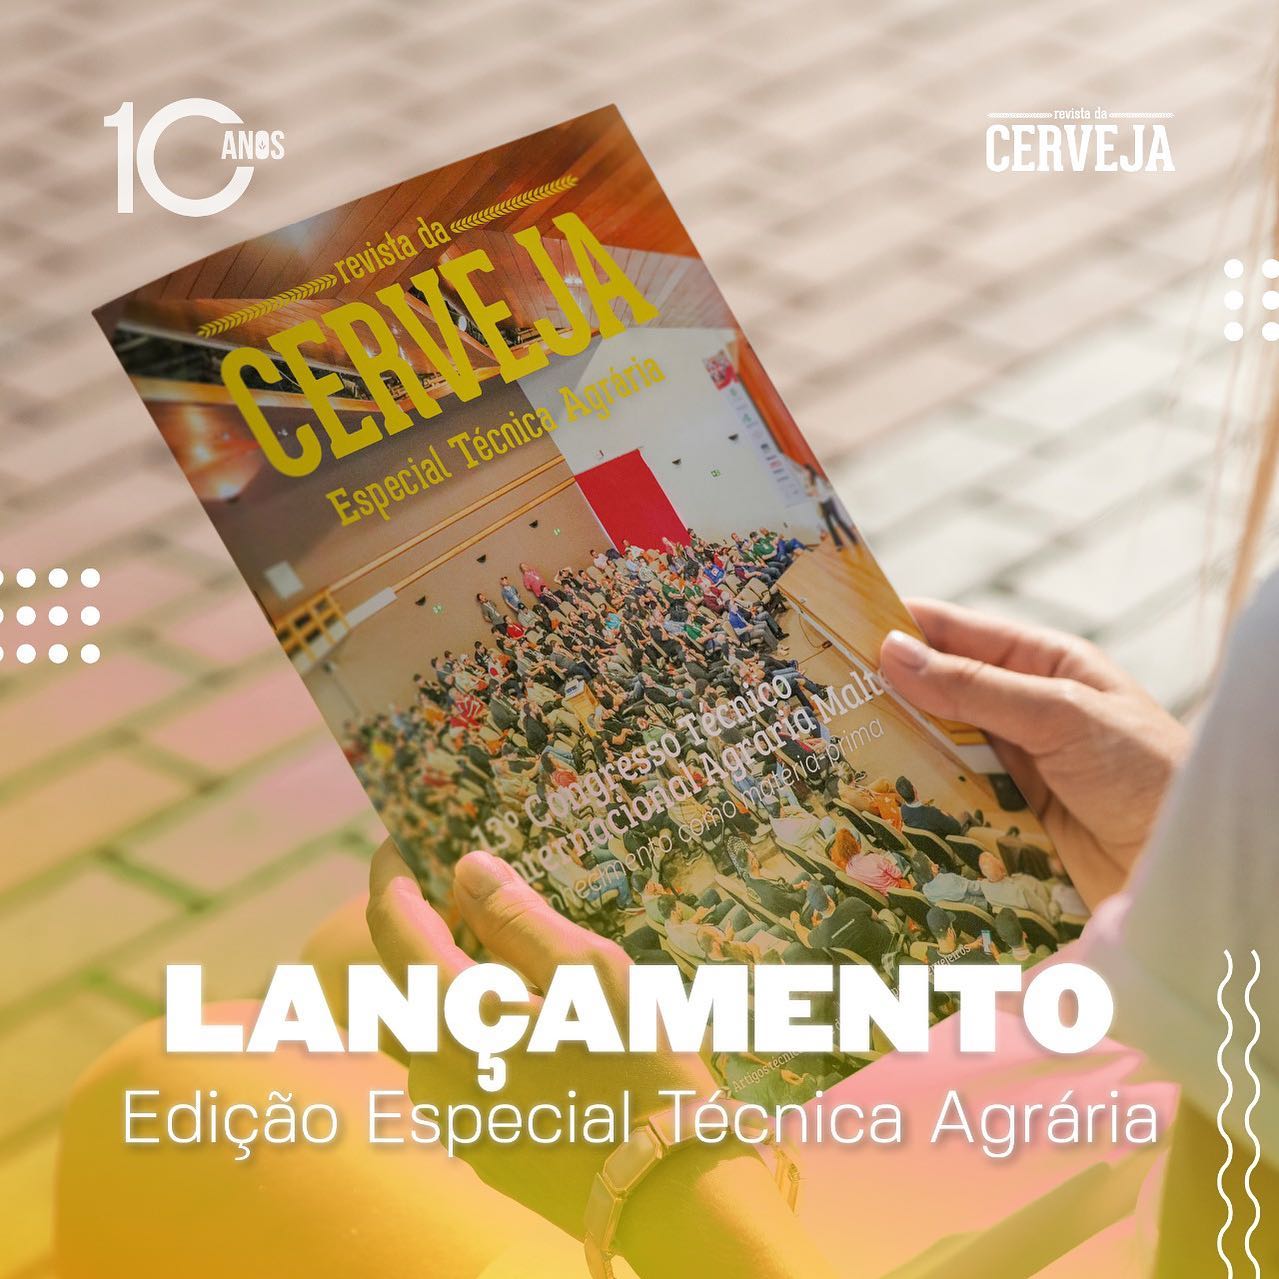 10 ANOS
revista da
CERVEJA
revista da
CERVEJA
Especial Técnica Agrária
13º Congresso Técnico
Internacional Agrária Malte
como matéria-prima
LANÇAMENTO
Edição Especial Técnica Agrária